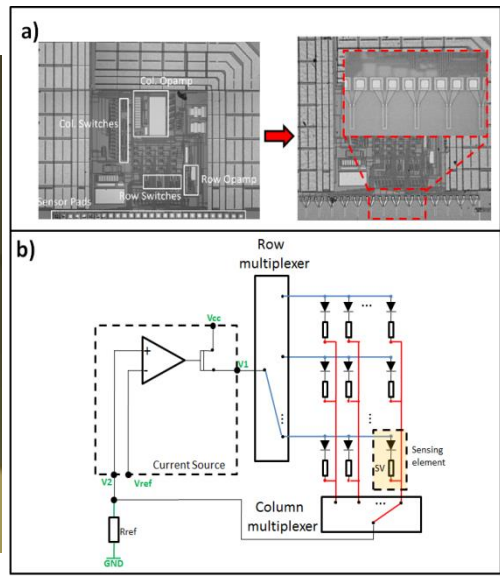 a)
Col. Opamp
Col. Switches
Row Opamp
Row Switches
Sensor Pads
b)
Row
multiplexer
Vcc
+
-
V1
Current Source
V2
Vref
Rref
GND
...
...
...
5V
Sensing
element
...
Column
multiplexer